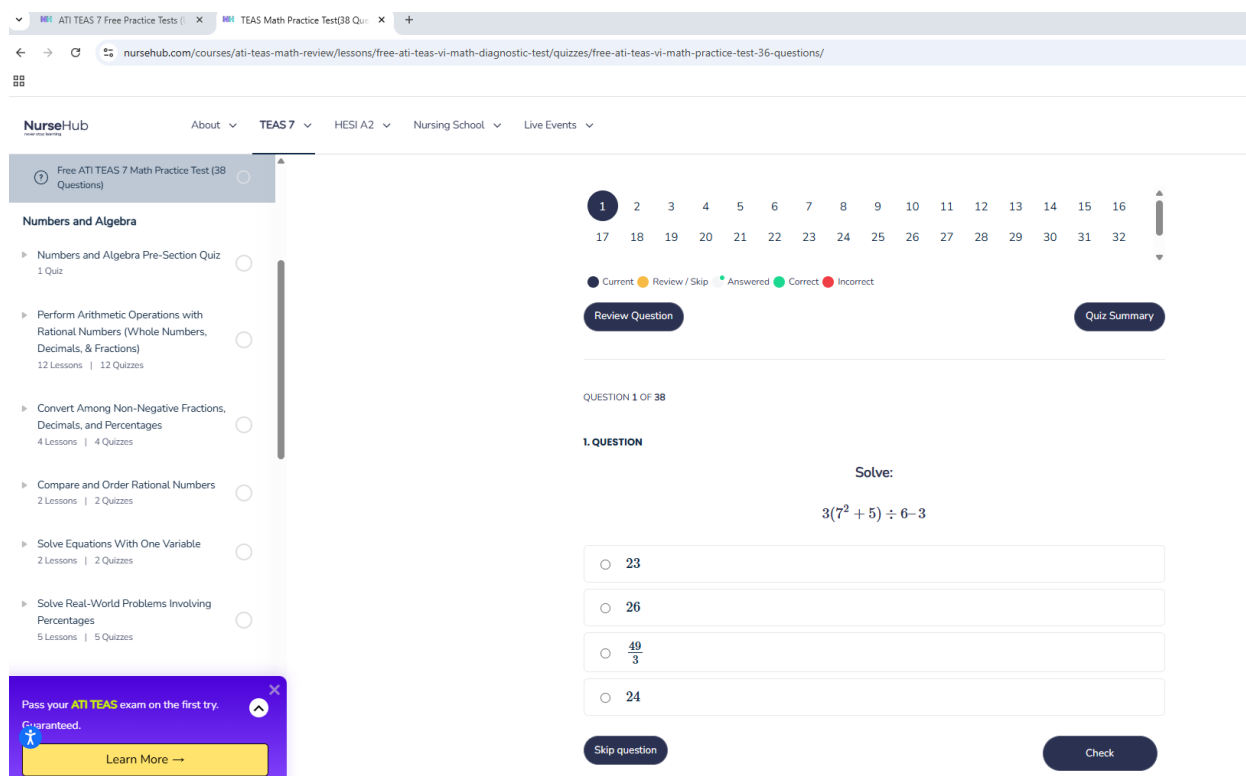 ATI TEAS 7 Free Practice Tests (
TEAS Math Practice Test(38 Que
nursehub.com/courses/ati-teas-math-review/lessons/free-ati-teas-vi-math-diagnostic-test/quizzes/free-ati-teas-vi-math-practice-test-36-questions/
NurseHub
never stop learning
About
TEAS 7
HESI A2
Nursing School
Live Events
Free ATI TEAS 7 Math Practice Test (38
Questions)
Numbers and Algebra
Numbers and Algebra Pre-Section Quiz
1 Quiz
Perform Arithmetic Operations with
Rational Numbers (Whole Numbers,
Decimals, & Fractions)
12 Lessons | 12 Quizzes
Convert Among Non-Negative Fractions,
Decimals, and Percentages
4 Lessons | 4 Quizzes
Compare and Order Rational Numbers
2 Lessons | 2 Quizzes
Solve Equations With One Variable
2 Lessons | 2 Quizzes
Solve Real-World Problems Involving
Percentages
5 Lessons | 5 Quizzes
Pass your ATI TEAS exam on the first try.
Guaranteed.
Learn More →
1 2 3 4 5 6 7 8 9 10 11 12 13 14 15 16
17 18 19 20 21 22 23 24 25 26 27 28 29 30 31 32
Current Review / Skip Answered Correct Incorrect
Review Question
Quiz Summary
QUESTION 1 OF 38
1. QUESTION
Solve:
3(7² + 5) ÷ 6–3
23
26
49/3
24
Skip question
Check